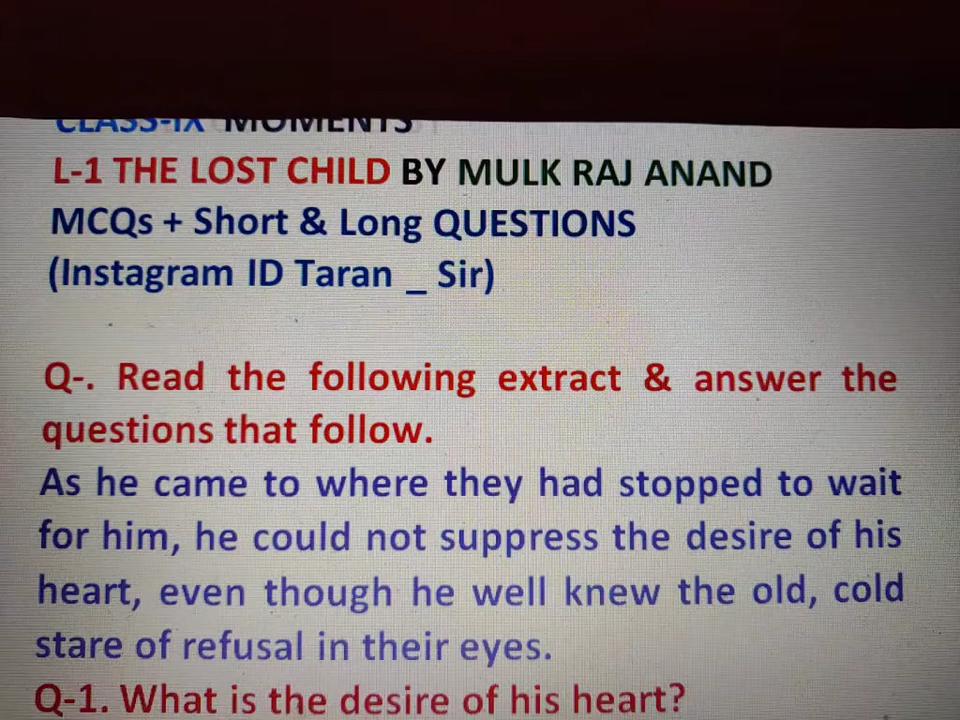 CLASS-IX MOMENTS
L-1 THE LOST CHILD BY MULK RAJ ANAND
MCQs + Short & Long QUESTIONS
(Instagram ID Taran _ Sir)
Q-. Read the following extract & answer the
questions that follow.
As he came to where they had stopped to wait
for him, he could not suppress the desire of his
heart, even though he well knew the old, cold
stare of refusal in their eyes.
Q-1. What is the desire of his heart?